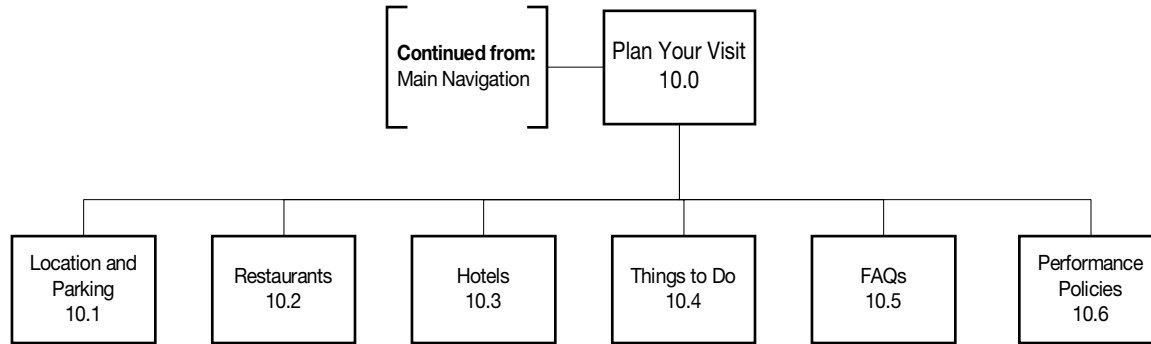 Continued from:
Main Navigation
Plan Your Visit
10.0
Location and
Parking
10.1
Restaurants
10.2
Hotels
10.3
Things to Do
10.4
FAQs
10.5
Performance
Policies
10.6